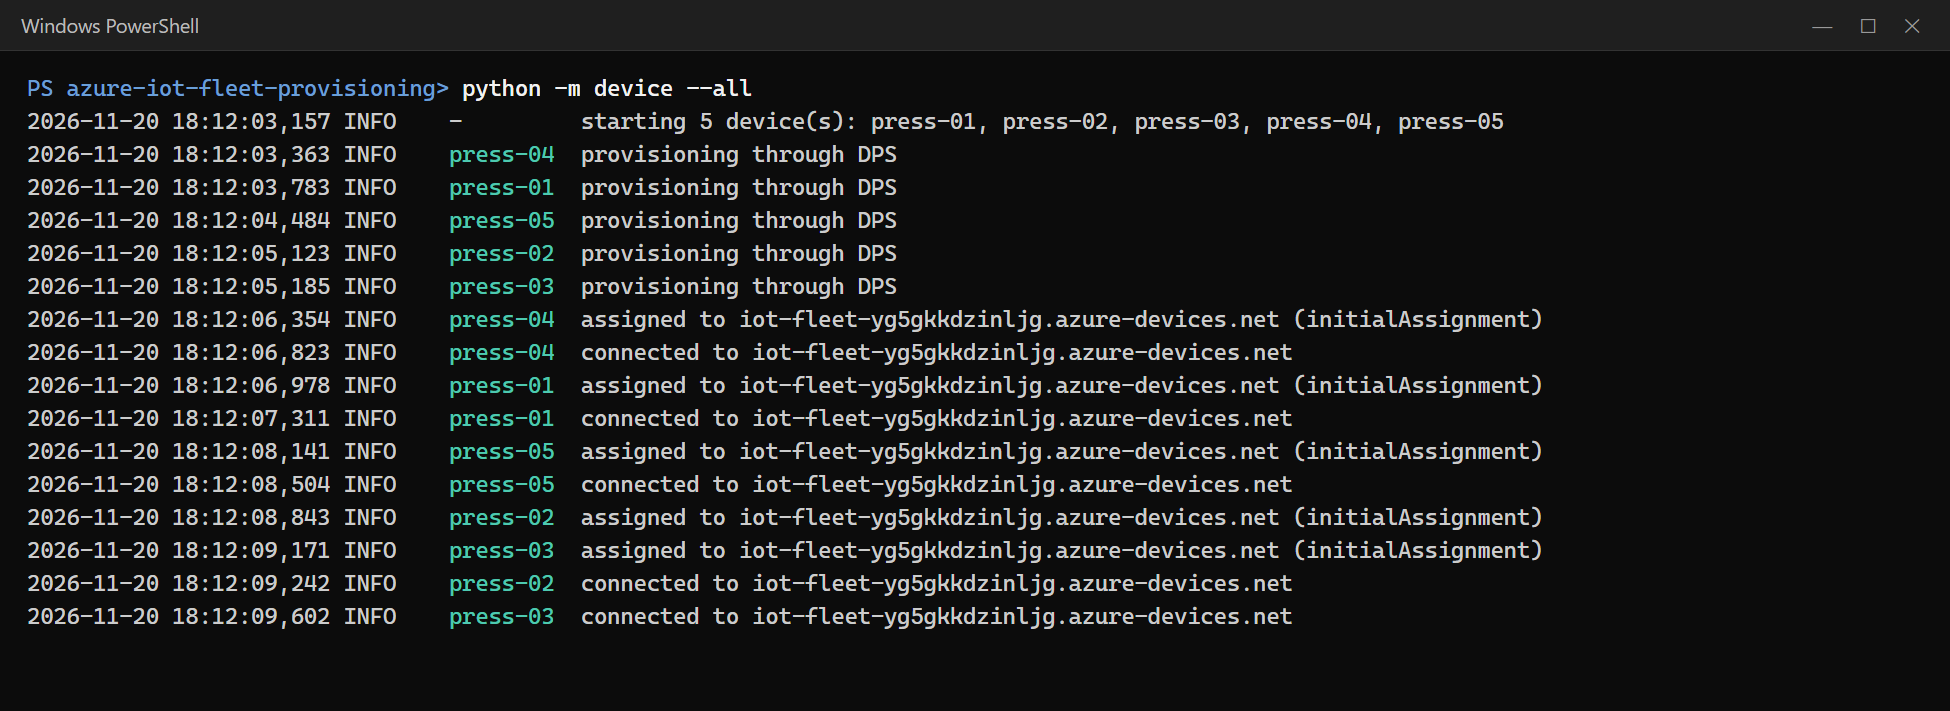 Windows PowerShell
PS azure-iot-fleet-provisioning> python -m device --all
2026-11-20 18:12:03,157 INFO    -         starting 5 device(s): press-01, press-02, press-03, press-04, press-05
2026-11-20 18:12:03,363 INFO    press-04  provisioning through DPS
2026-11-20 18:12:03,783 INFO    press-01  provisioning through DPS
2026-11-20 18:12:04,484 INFO    press-05  provisioning through DPS
2026-11-20 18:12:05,123 INFO    press-02  provisioning through DPS
2026-11-20 18:12:05,185 INFO    press-03  provisioning through DPS
2026-11-20 18:12:06,354 INFO    press-04  assigned to iot-fleet-yg5gkkdzinljg.azure-devices.net (initialAssignment)
2026-11-20 18:12:06,823 INFO    press-04  connected to iot-fleet-yg5gkkdzinljg.azure-devices.net
2026-11-20 18:12:06,978 INFO    press-01  assigned to iot-fleet-yg5gkkdzinljg.azure-devices.net (initialAssignment)
2026-11-20 18:12:07,311 INFO    press-01  connected to iot-fleet-yg5gkkdzinljg.azure-devices.net
2026-11-20 18:12:08,141 INFO    press-05  assigned to iot-fleet-yg5gkkdzinljg.azure-devices.net (initialAssignment)
2026-11-20 18:12:08,504 INFO    press-05  connected to iot-fleet-yg5gkkdzinljg.azure-devices.net
2026-11-20 18:12:08,843 INFO    press-02  assigned to iot-fleet-yg5gkkdzinljg.azure-devices.net (initialAssignment)
2026-11-20 18:12:09,171 INFO    press-03  assigned to iot-fleet-yg5gkkdzinljg.azure-devices.net (initialAssignment)
2026-11-20 18:12:09,242 INFO    press-02  connected to iot-fleet-yg5gkkdzinljg.azure-devices.net
2026-11-20 18:12:09,602 INFO    press-03  connected to iot-fleet-yg5gkkdzinljg.azure-devices.net